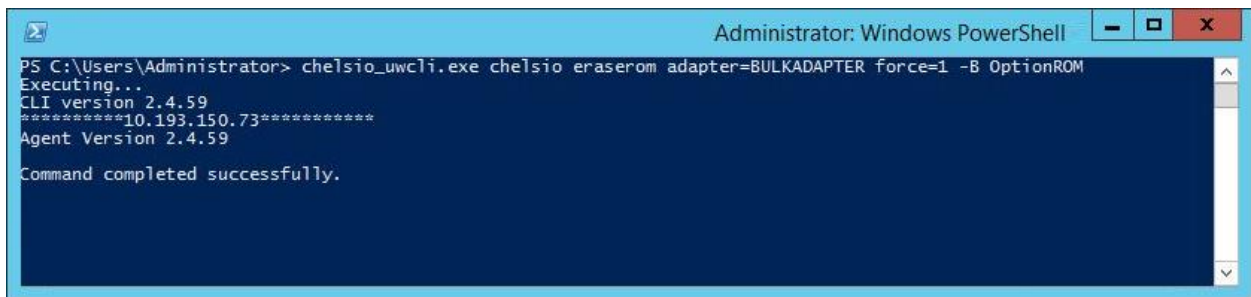 Administrator: Windows PowerShell
PS C:\Users\Administrator> chelsio_uwcli.exe chelsio eraserom adapter=BULKADAPTER force=1 -B OptionROM
Executing...
CLI version 2.4.59
**********10.193.150.73***********
Agent Version 2.4.59
Command completed successfully.